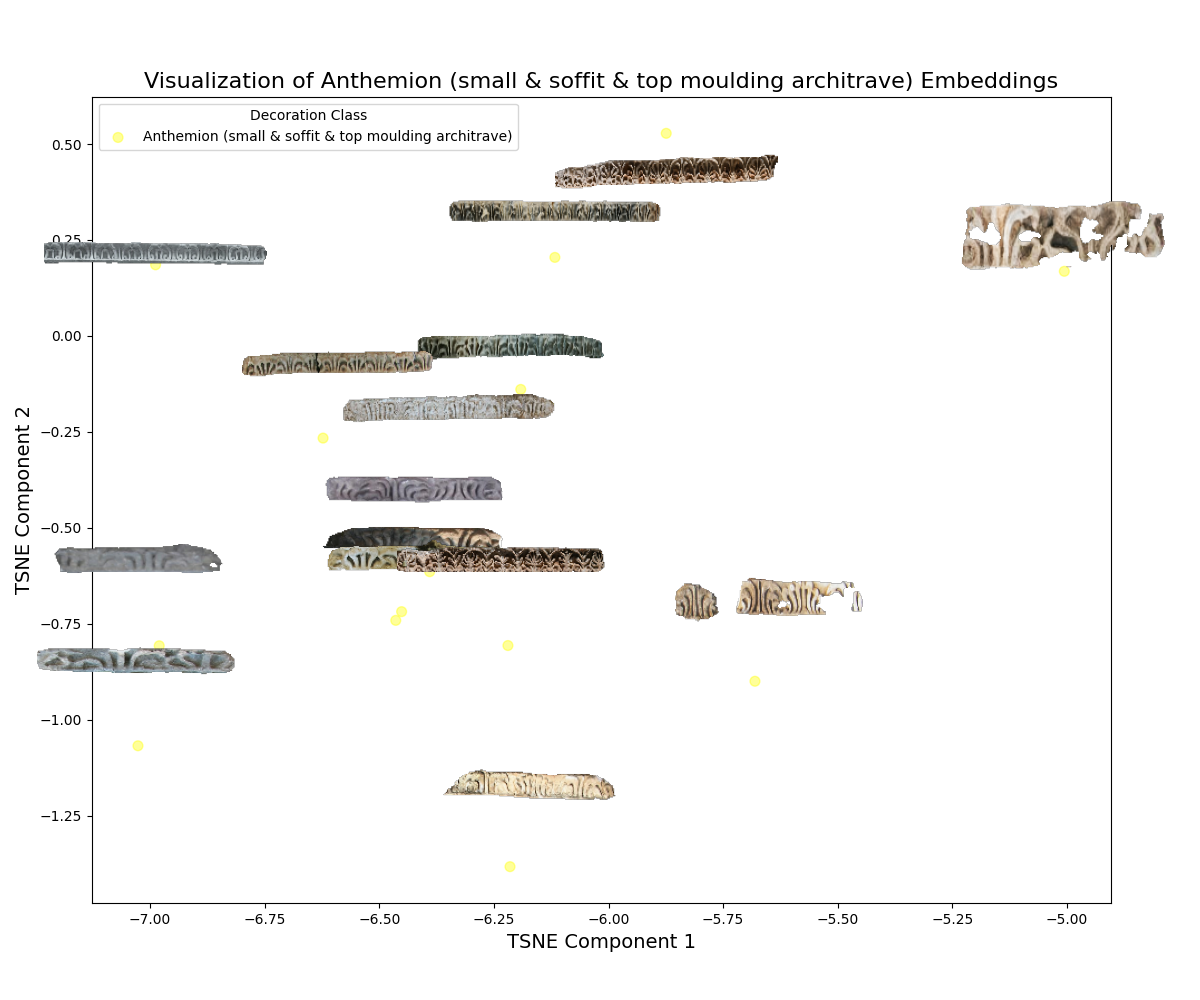 Visualization of Anthemion (small & soffit & top moulding architrave) Embeddings
Decoration Class
Anthemion (small & soffit & top moulding architrave)
0.50
0.25
0.00
−0.25
−0.50
−0.75
−1.00
−1.25
TSNE Component 2
−7.00 −6.75 −6.50 −6.25 −6.00 −5.75 −5.50 −5.25 −5.00
TSNE Component 1